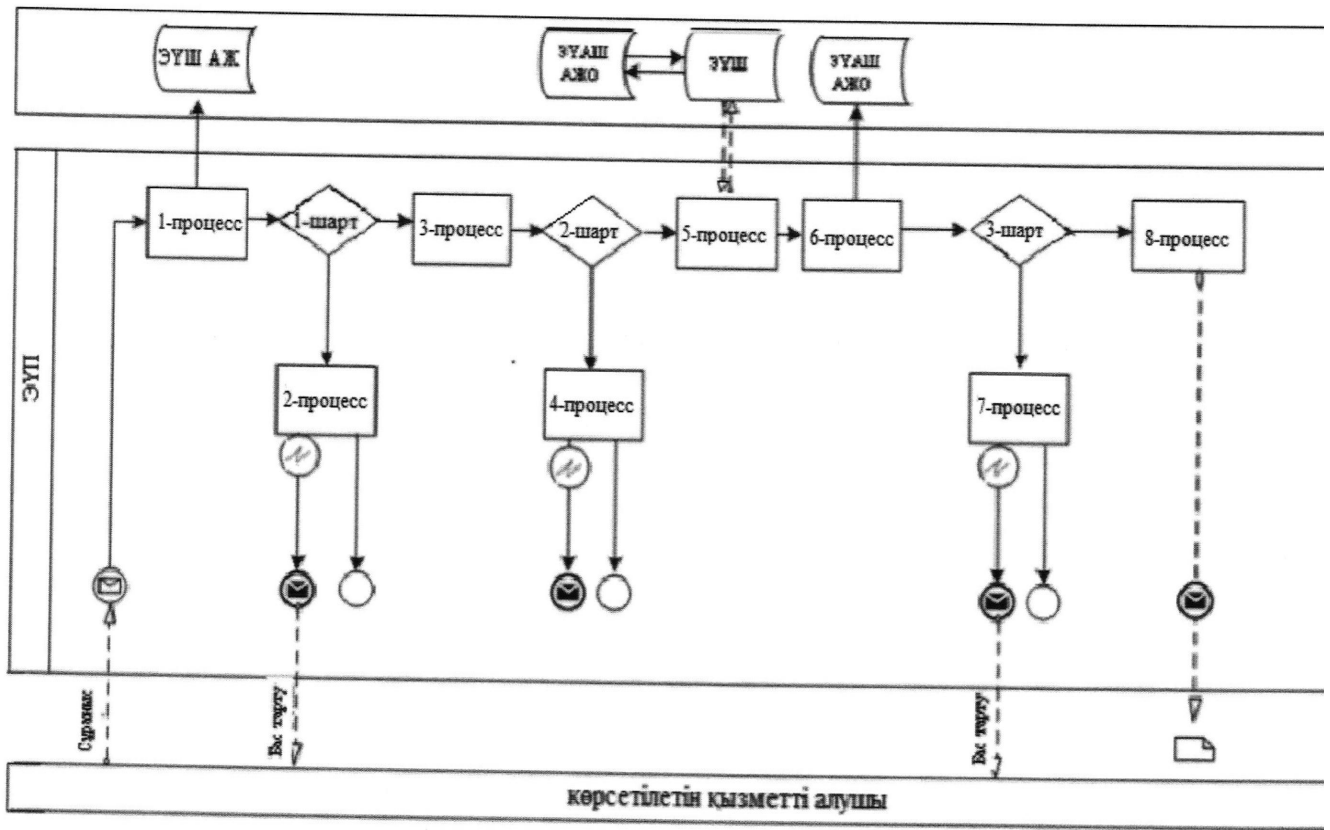 ЭҮШ АЖ
ЭҮАШ
АЖО
ЭҮШ
ЭҮАШ
АЖО
ЭҮП
1-процесс
1-шарт
3-процесс
2-шарт
5-процесс
6-процесс
3-шарт
8-процесс
2-процесс
4-процесс
7-процесс
Сұраныс
Бас тарту
Бас тарту
көрсетілетін қызметті алушы